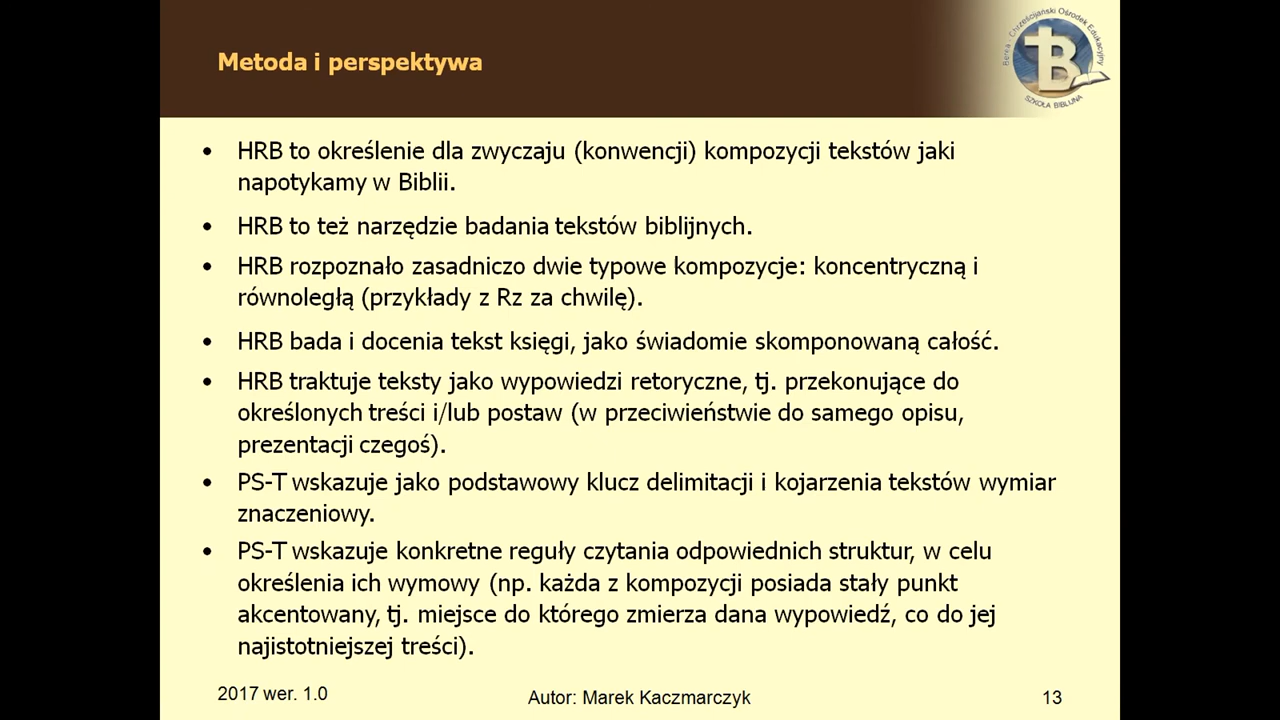 Metoda i perspektywa
Berea - Chrześcijański Ośrodek Edukacyjny
SZKOŁA BIBLIJNA
• HRB to określenie dla zwyczaju (konwencji) kompozycji tekstów jaki
napotykamy w Biblii.
• HRB to też narzędzie badania tekstów biblijnych.
• HRB rozpoznało zasadniczo dwie typowe kompozycje: koncentryczną i
równoległą (przykłady z Rz za chwilę).
• HRB bada i docenia tekst księgi, jako świadomie skomponowaną całość.
• HRB traktuje teksty jako wypowiedzi retoryczne, tj. przekonujące do
określonych treści i/lub postaw (w przeciwieństwie do samego opisu,
prezentacji czegoś).
• PS-T wskazuje jako podstawowy klucz delimitacji i kojarzenia tekstów wymiar
znaczeniowy.
• PS-T wskazuje konkretne reguły czytania odpowiednich struktur, w celu
określenia ich wymowy (np. każda z kompozycji posiada stały punkt
akcentowany, tj. miejsce do którego zmierza dana wypowiedź, co do jej
najistotniejszej treści).
2017 wer. 1.0
Autor: Marek Kaczmarczyk
13